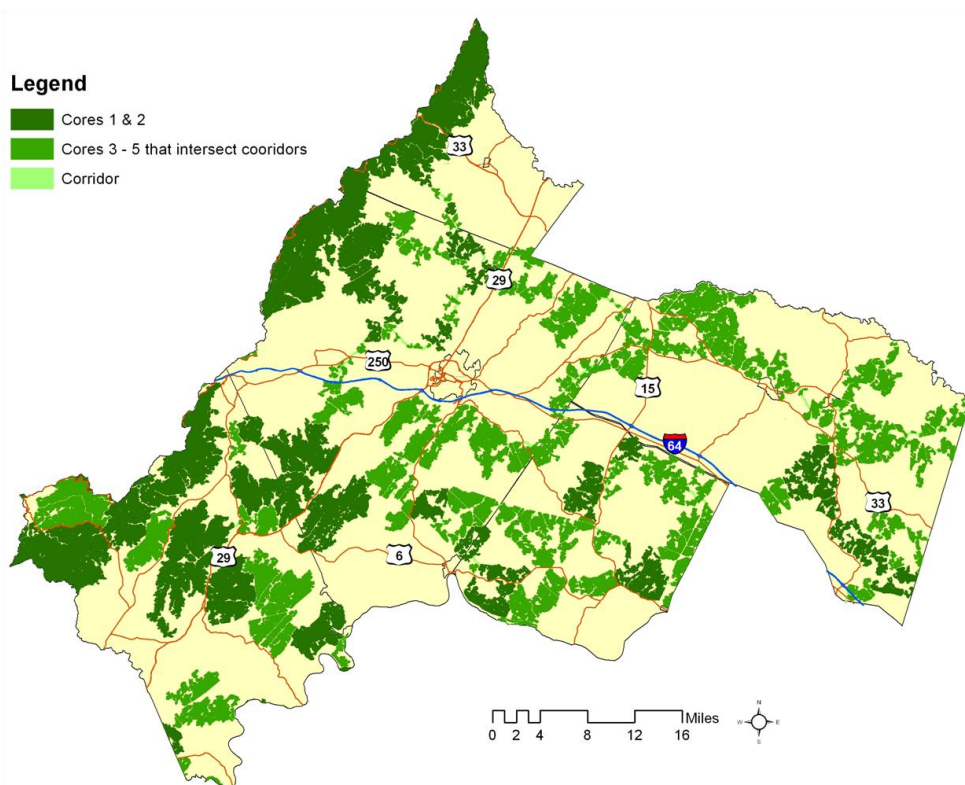 Legend
Cores 1 & 2
Cores 3 - 5 that intersect cooridors
Corridor
33
29
250
15
64
33
29
6
Miles
0 2 4 8 12 16
N
W E
S